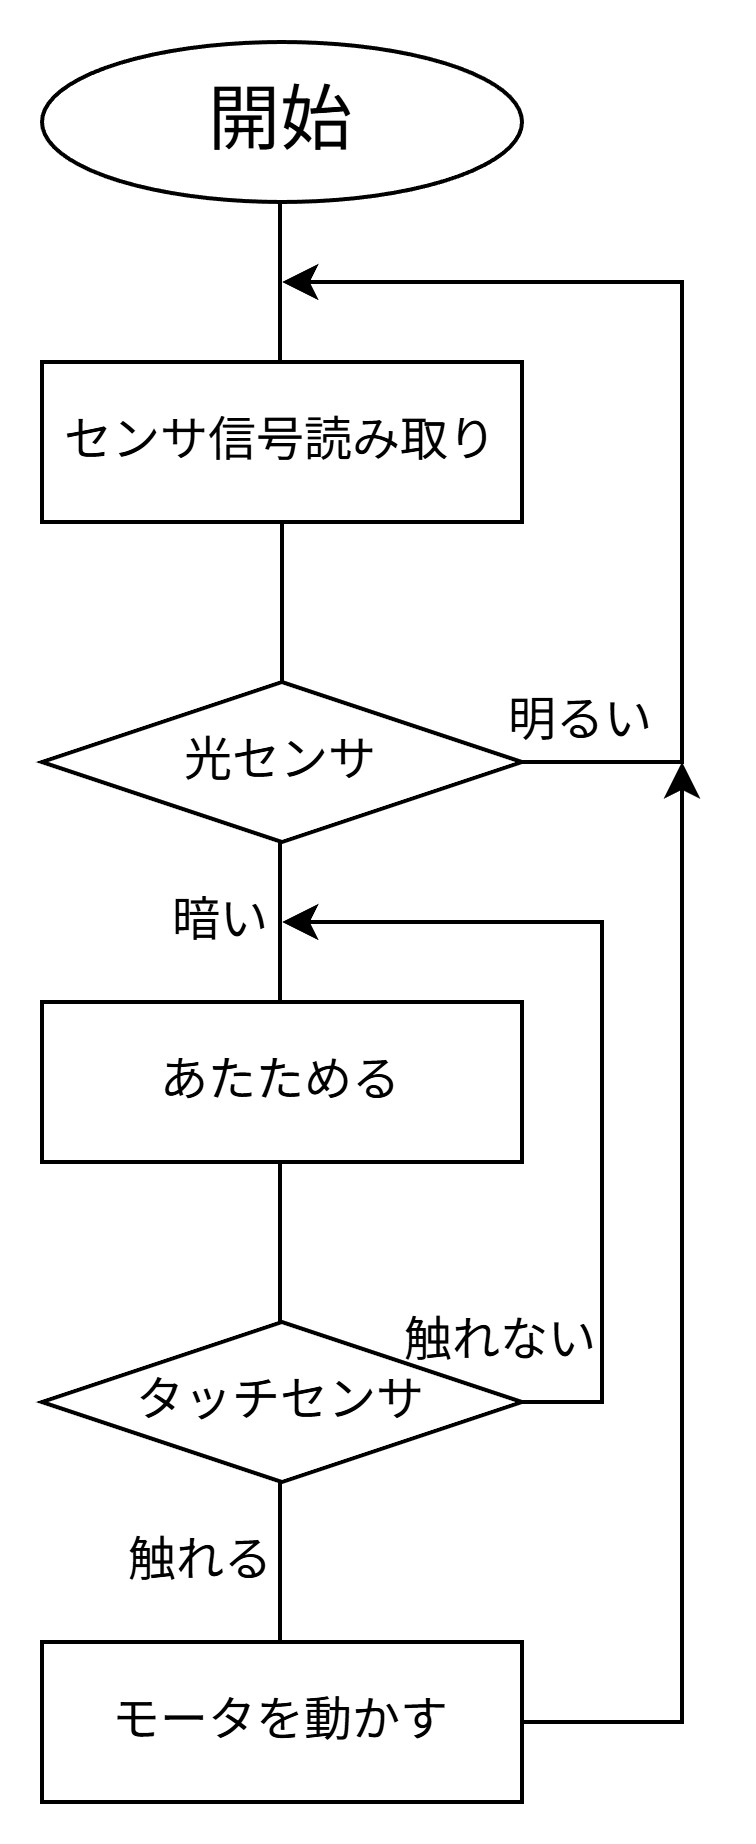 開始
センサ信号読み取り
光センサ
明るい
暗い
あたためる
触れない
タッチセンサ
触れる
モータを動かす